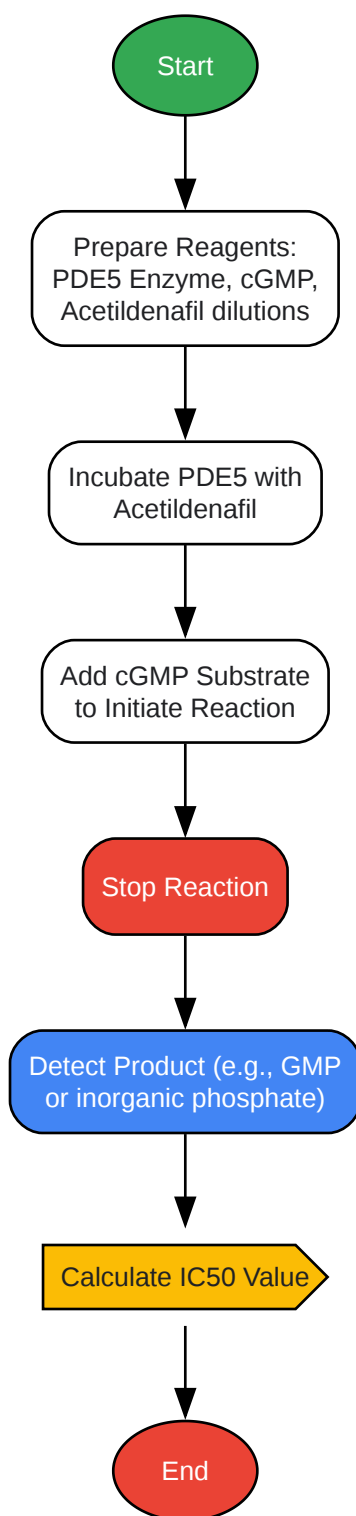 Start
Prepare Reagents:
PDE5 Enzyme, cGMP,
Acetildenafil dilutions
Incubate PDE5 with
Acetildenafil
Add cGMP Substrate
to Initiate Reaction
Stop Reaction
Detect Product (e.g., GMP
or inorganic phosphate)
Calculate IC50 Value
End